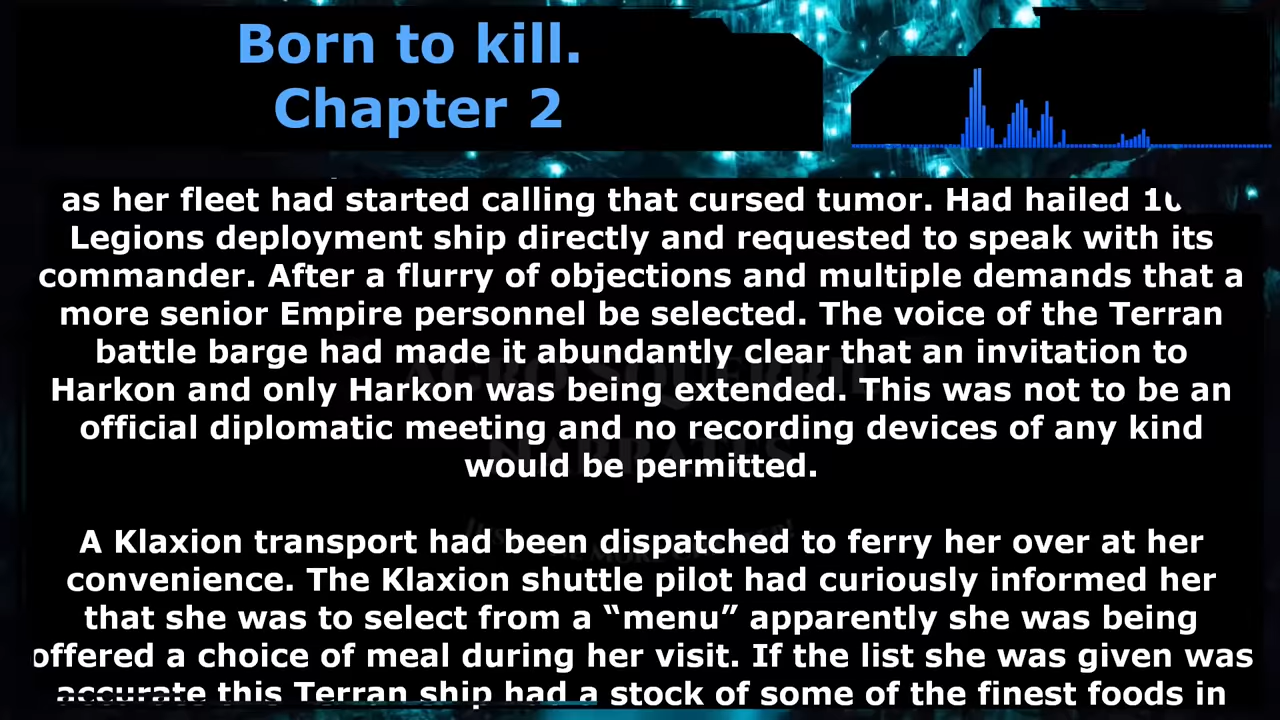 Born to kill.
Chapter 2
as her fleet had started calling that cursed tumor. Had hailed
Legions deployment ship directly and requested to speak with its
commander. After a flurry of objections and multiple demands that a
more senior Empire personnel be selected. The voice of the Terran
battle barge had made it abundantly clear that an invitation to
Harkon and only Harkon was being extended. This was not to be an
official diplomatic meeting and no recording devices of any kind
would be permitted.
A Klaxion transport had been dispatched to ferry her over at her
convenience. The Klaxion shuttle pilot had curiously informed her
that she was to select from a “menu” apparently she was being
offered a choice of meal during her visit. If the list she was given was
accurate this Terran ship had a stock of some of the finest foods in